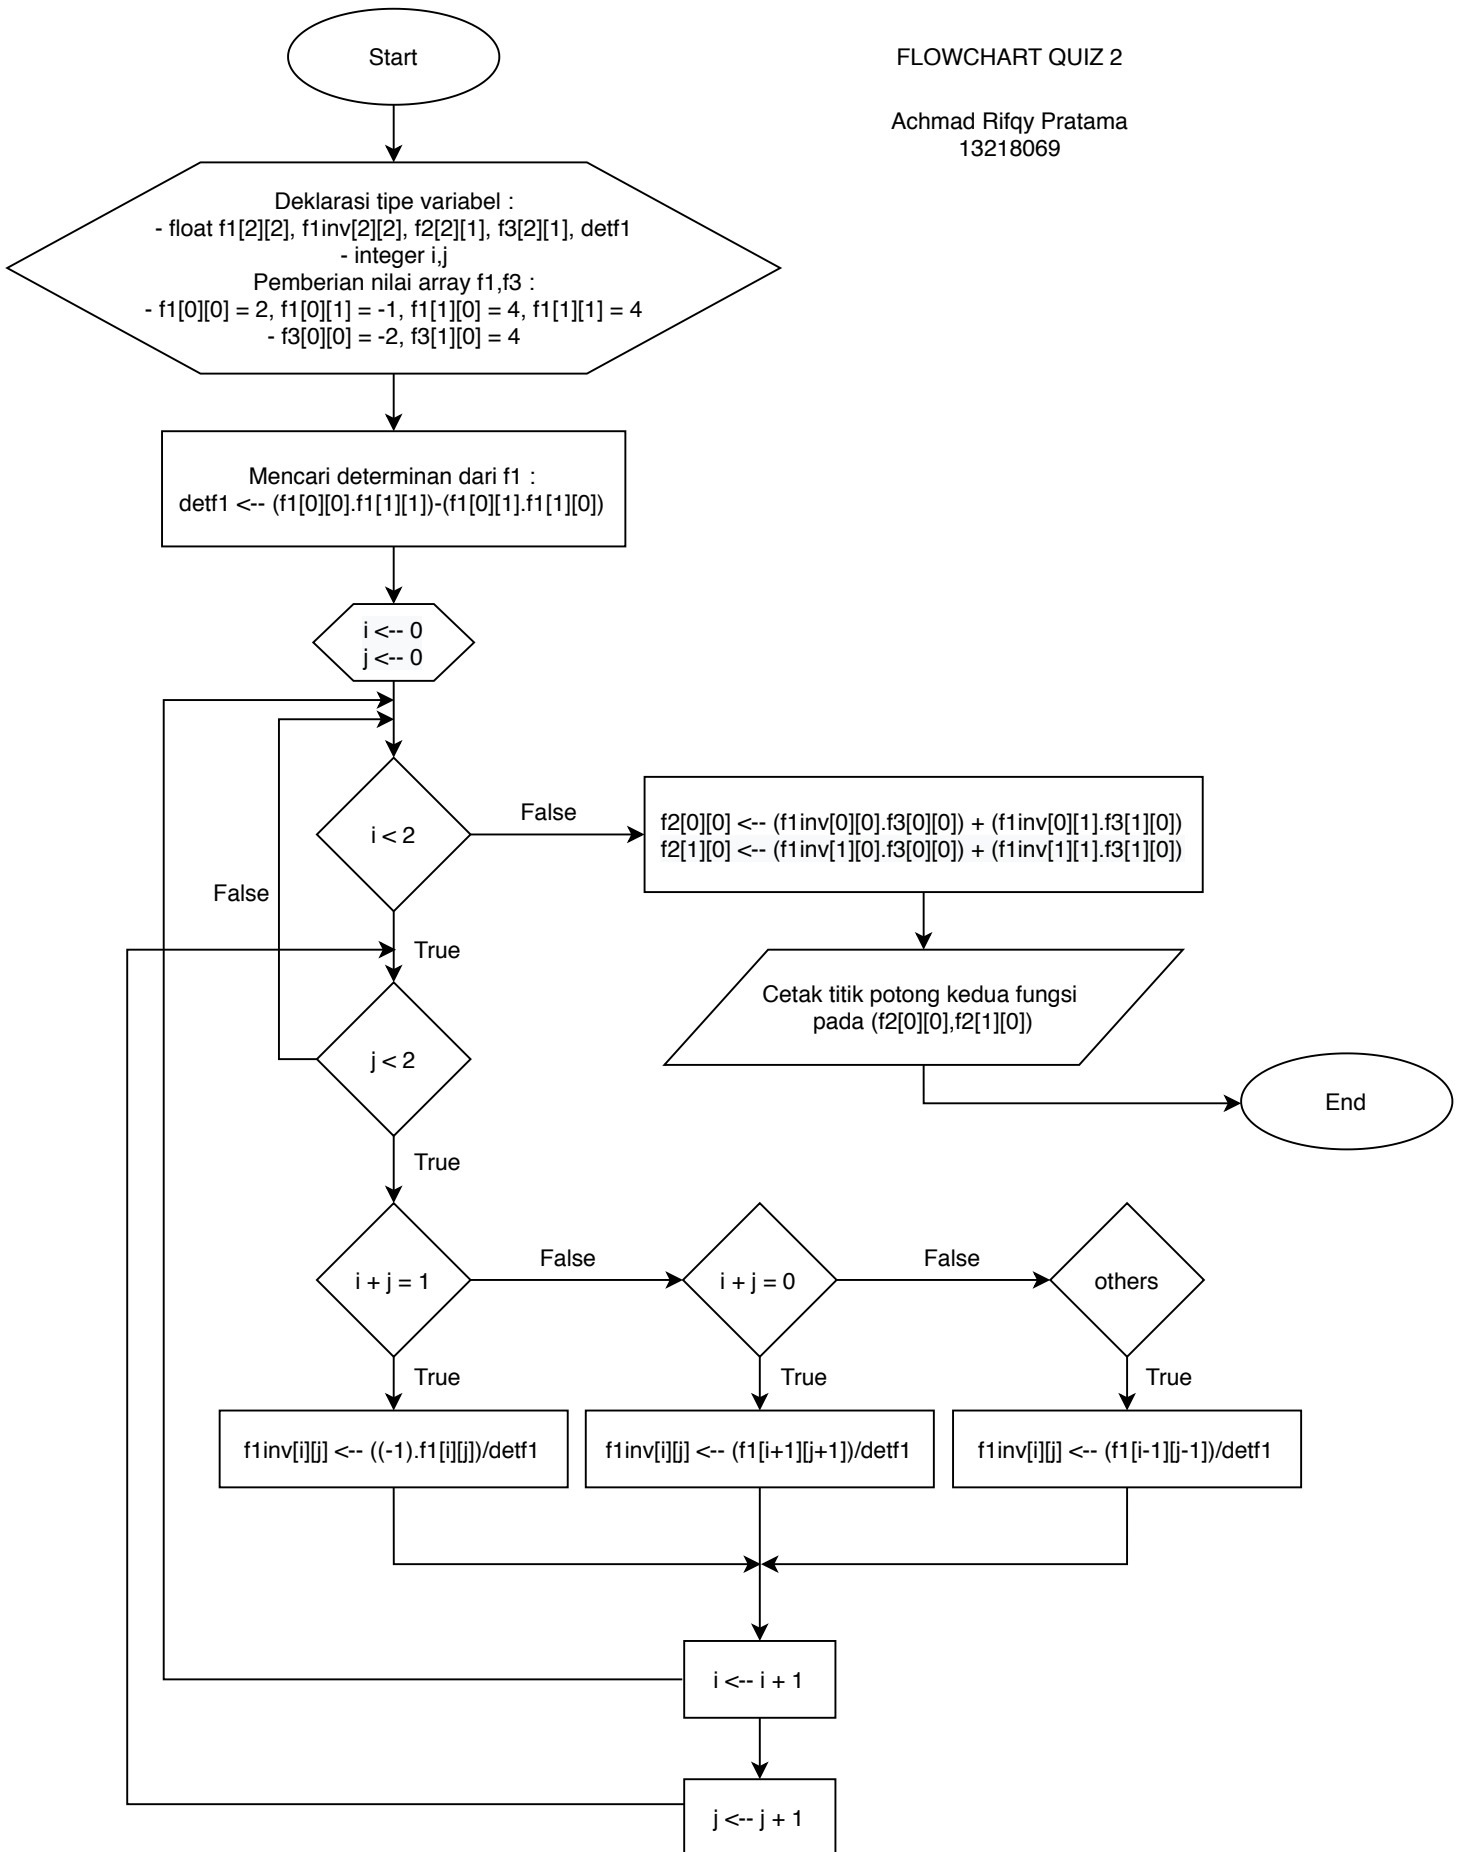 Start
FLOWCHART QUIZ 2
Achmad Rifqy Pratama
13218069
Deklarasi tipe variabel :
- float f1[2][2], f1inv[2][2], f2[2][1], f3[2][1], detf1
- integer i,j
Pemberian nilai array f1,f3 :
- f1[0][0] = 2, f1[0][1] = -1, f1[1][0] = 4, f1[1][1] = 4
- f3[0][0] = -2, f3[1][0] = 4
Mencari determinan dari f1 :
detf1 <-- (f1[0][0].f1[1][1])-(f1[0][1].f1[1][0])
i <-- 0
j <-- 0
i < 2
False
f2[0][0] <-- (f1inv[0][0].f3[0][0]) + (f1inv[0][1].f3[1][0])
f2[1][0] <-- (f1inv[1][0].f3[0][0]) + (f1inv[1][1].f3[1][0])
False
True
Cetak titik potong kedua fungsi
pada (f2[0][0],f2[1][0])
j < 2
End
True
i + j = 1
False
i + j = 0
False
others
True
True
True
f1inv[i][j] <-- ((-1).f1[i][j])/detf1
f1inv[i][j] <-- (f1[i+1][j+1])/detf1
f1inv[i][j] <-- (f1[i-1][j-1])/detf1
i <-- i + 1
j <-- j + 1